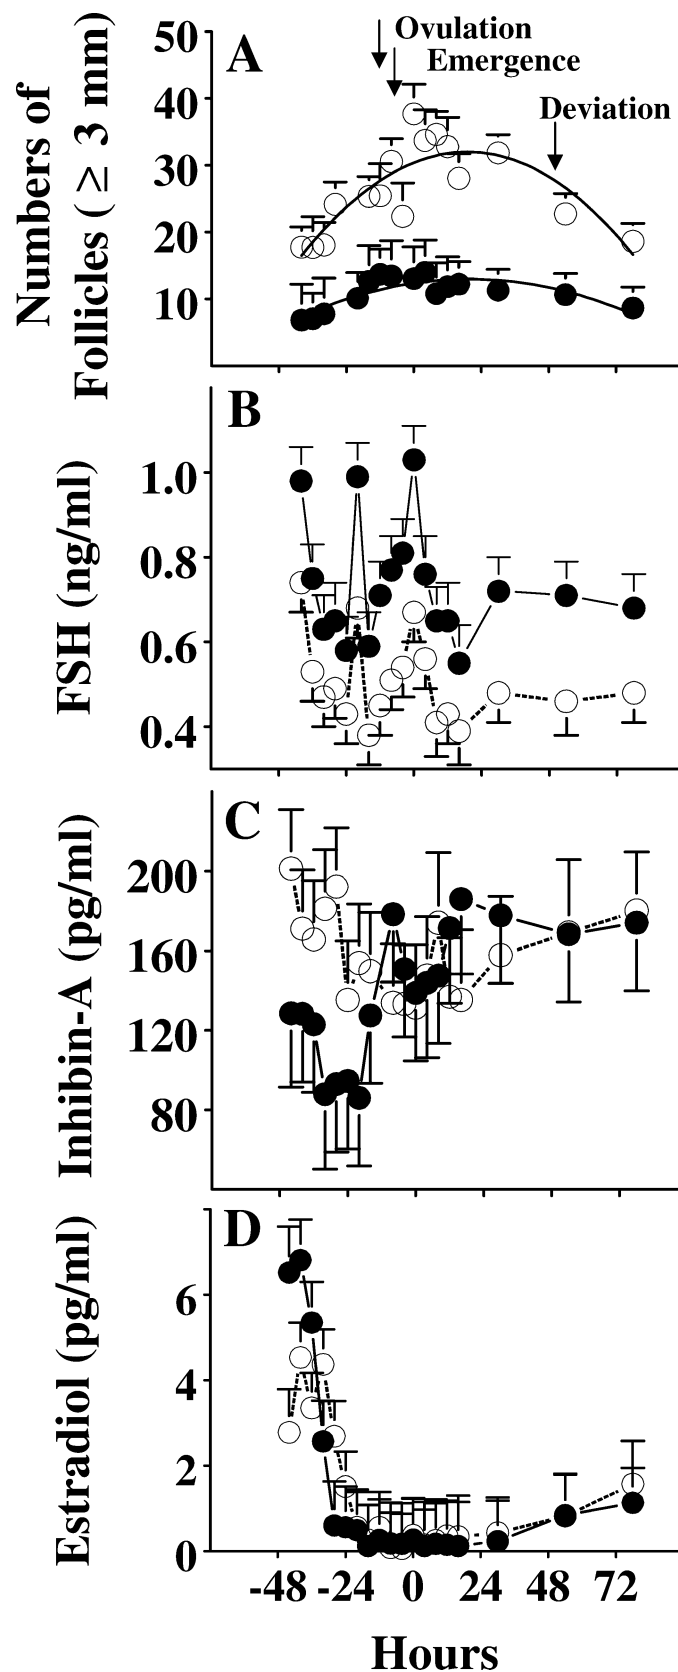 Numbers of
Follicles ( ≥ 3 mm)
50
40
30
20
10
A
Ovulation
Emergence
Deviation
FSH (ng/ml)
1.0
0.8
0.6
0.4
B
Inhibin-A (pg/ml)
200
160
120
80
C
Estradiol (pg/ml)
6
4
2
0
D
-48 -24 0 24 48 72
Hours